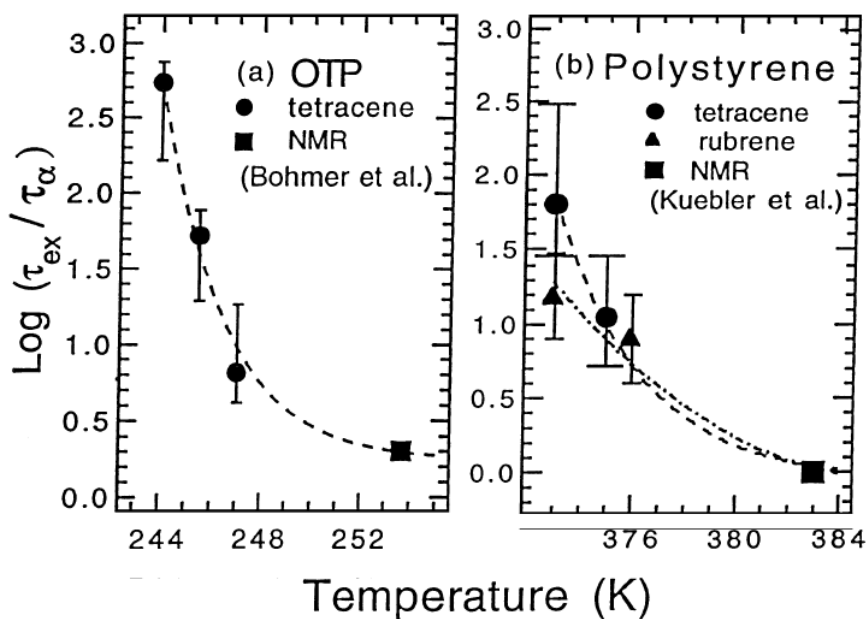 Log (τex/τα)
3.0
2.5
2.0
1.5
1.0
0.5
0.0
(a) OTP
tetracene
NMR
(Bohmer et al.)
244 248 252
3.0
2.5
2.0
1.5
1.0
0.5
0.0
(b) Polystyrene
tetracene
rubrene
NMR
(Kuebler et al.)
376 380 384
Temperature (K)